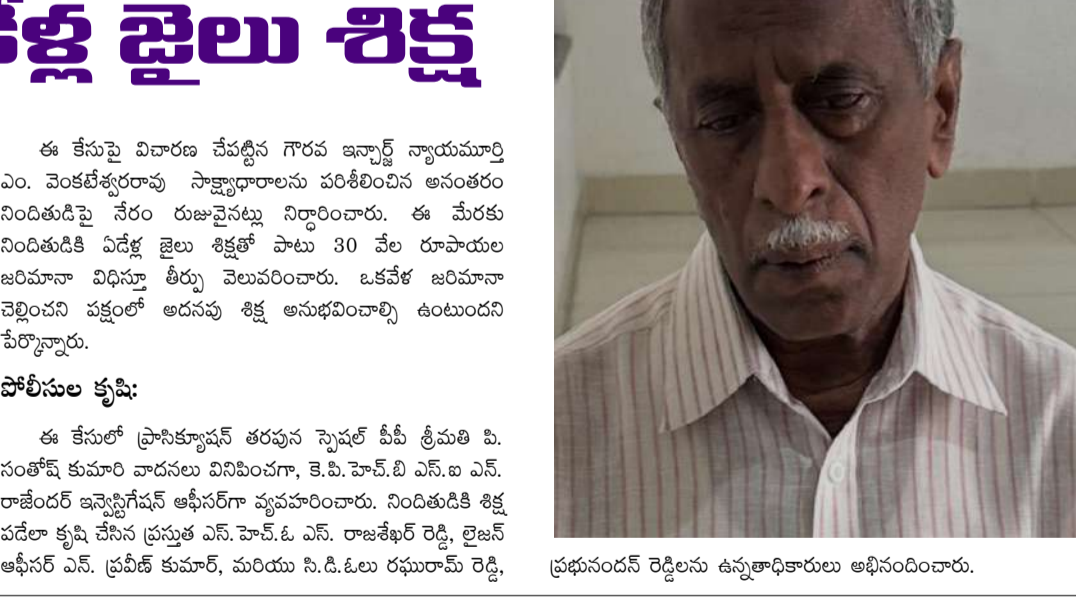 జైలు శిక్ష
ఈ కేసుపై విచారణ చేపట్టిన గౌరవ ఇన్చార్జ్ న్యాయమూర్తి
ఎం. వెంకటేశ్వరరావు సాక్ష్యాధారాలను పరిశీలించిన అనంతరం
నిందితుడిపై నేరం రుజువైనట్లు నిర్ధారించారు. ఈ మేరకు
నిందితుడికి ఏడేళ్ల జైలు శిక్షతో పాటు 30 వేల రూపాయల
జరిమానా విధిస్తూ తీర్పు వెలువరించారు. ఒకవేళ జరిమానా
చెల్లించని పక్షంలో అదనపు శిక్ష అనుభవించాల్సి ఉంటుందని
పేర్కొన్నారు.
పోలీసుల కృషి:
ఈ కేసులో ప్రాసిక్యూషన్ తరపున స్పెషల్ పీపీ శ్రీమతి పి.
సంతోష్ కుమారి వాదనలు వినిపించగా, కె.పి.హెచ్.బి ఎస్.ఐ ఎన్.
రాజేందర్ ఇన్వెస్టిగేషన్ ఆఫీసర్‌గా వ్యవహరించారు. నిందితుడికి శిక్ష
పడేలా కృషి చేసిన ప్రస్తుత ఎస్.హెచ్.ఓ ఎస్. రాజశేఖర్ రెడ్డి, లైజన్
ఆఫీసర్ ఎన్. ప్రవీణ్ కుమార్, మరియు సి.డి.ఓలు రఘురామ్ రెడ్డి,
ప్రభునందన్ రెడ్డిలను ఉన్నతాధికారులు అభినందించారు.